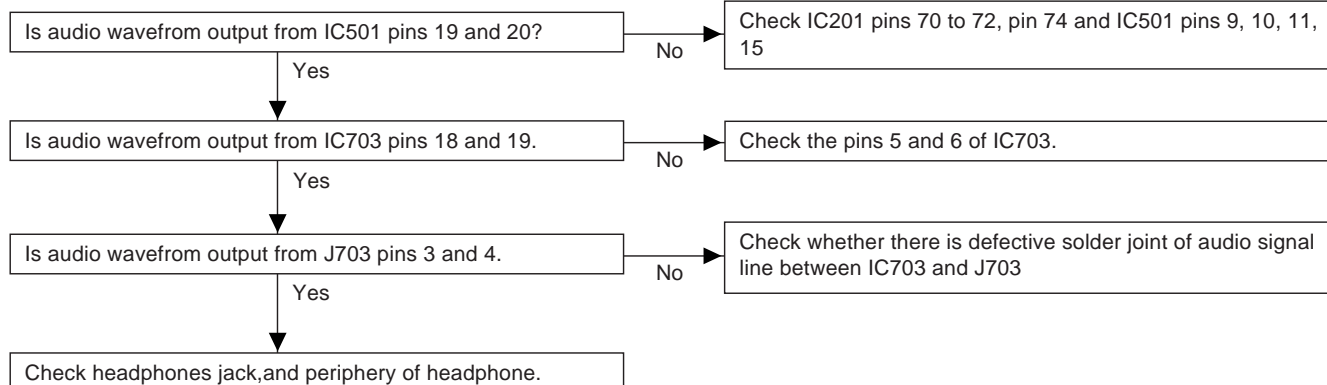 Is audio wavefrom output from IC501 pins 19 and 20?
No
Check IC201 pins 70 to 72, pin 74 and IC501 pins 9, 10, 11,
15
Yes
Is audio wavefrom output from IC703 pins 18 and 19.
No
Check the pins 5 and 6 of IC703.
Yes
Is audio wavefrom output from J703 pins 3 and 4.
No
Check whether there is defective solder joint of audio signal
line between IC703 and J703
Yes
Check headphones jack,and periphery of headphone.